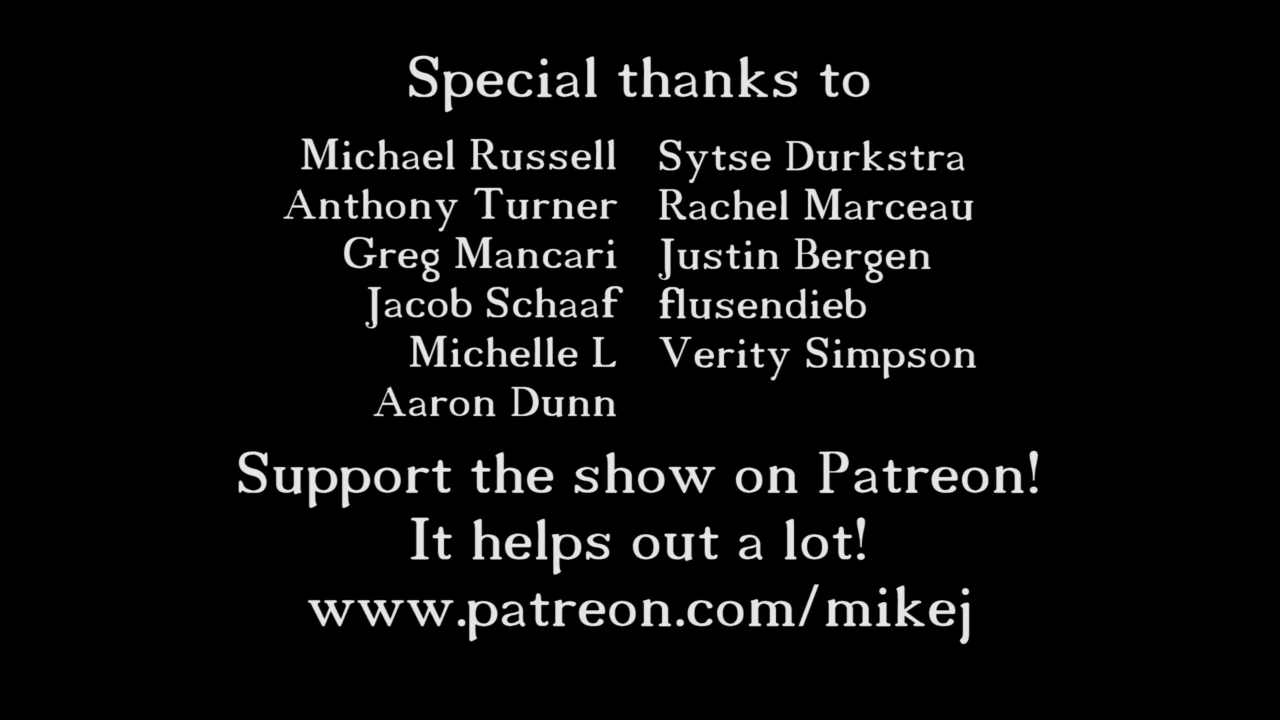 Special thanks to
Michael Russell
Anthony Turner
Greg Mancari
Jacob Schaaf
Michelle L
Aaron Dunn
Sytse Durkstra
Rachel Marceau
Justin Bergen
flusendieb
Verity Simpson
Support the show on Patreon!
It helps out a lot!
www.patreon.com/mikej